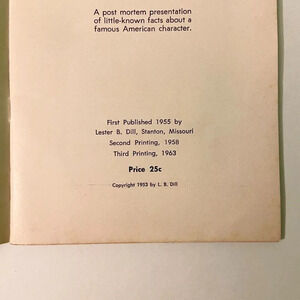 A post mortem presentation
of little-known facts about a
famous American character.
First Published 1955 by
Lester B. Dill, Stanton, Missouri
Second Printing, 1958
Third Printing, 1963
Price 25c
Copyright 1953 by L. B. Dill